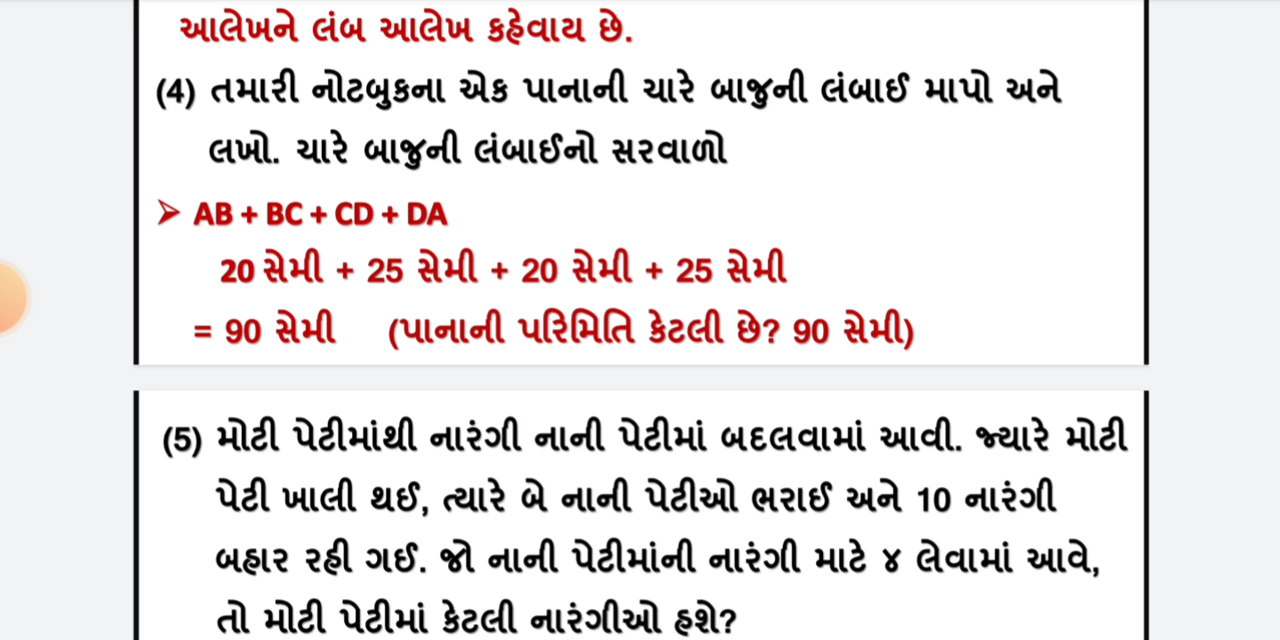 આલેખને લંબ આલેખ કહેવાય છે.
(4) તમારી નોટબુકના એક પાનાની ચારે બાજુની લંબાઈ માપો અને
લખો. ચારે બાજુની લંબાઈનો સરવાળો
➤ AB + BC + CD + DA
20 સેમી + 25 સેમી + 20 સેમી + 25 સેમી
= 90 સેમી (પાનાની પરિમિતિ કેટલી છે? 90 સેમી)
(5) મોટી પેટીમાંથી નારંગી નાની પેટીમાં બદલવામાં આવી. જ્યારે મોટી
પેટી ખાલી થઈ, ત્યારે બે નાની પેટીઓ ભરાઈ અને 10 નારંગી
બહાર રહી ગઈ. જો નાની પેટીમાંની નારંગી માટે ૪ લેવામાં આવે,
તો મોટી પેટીમાં કેટલી નારંગીઓ હશે?